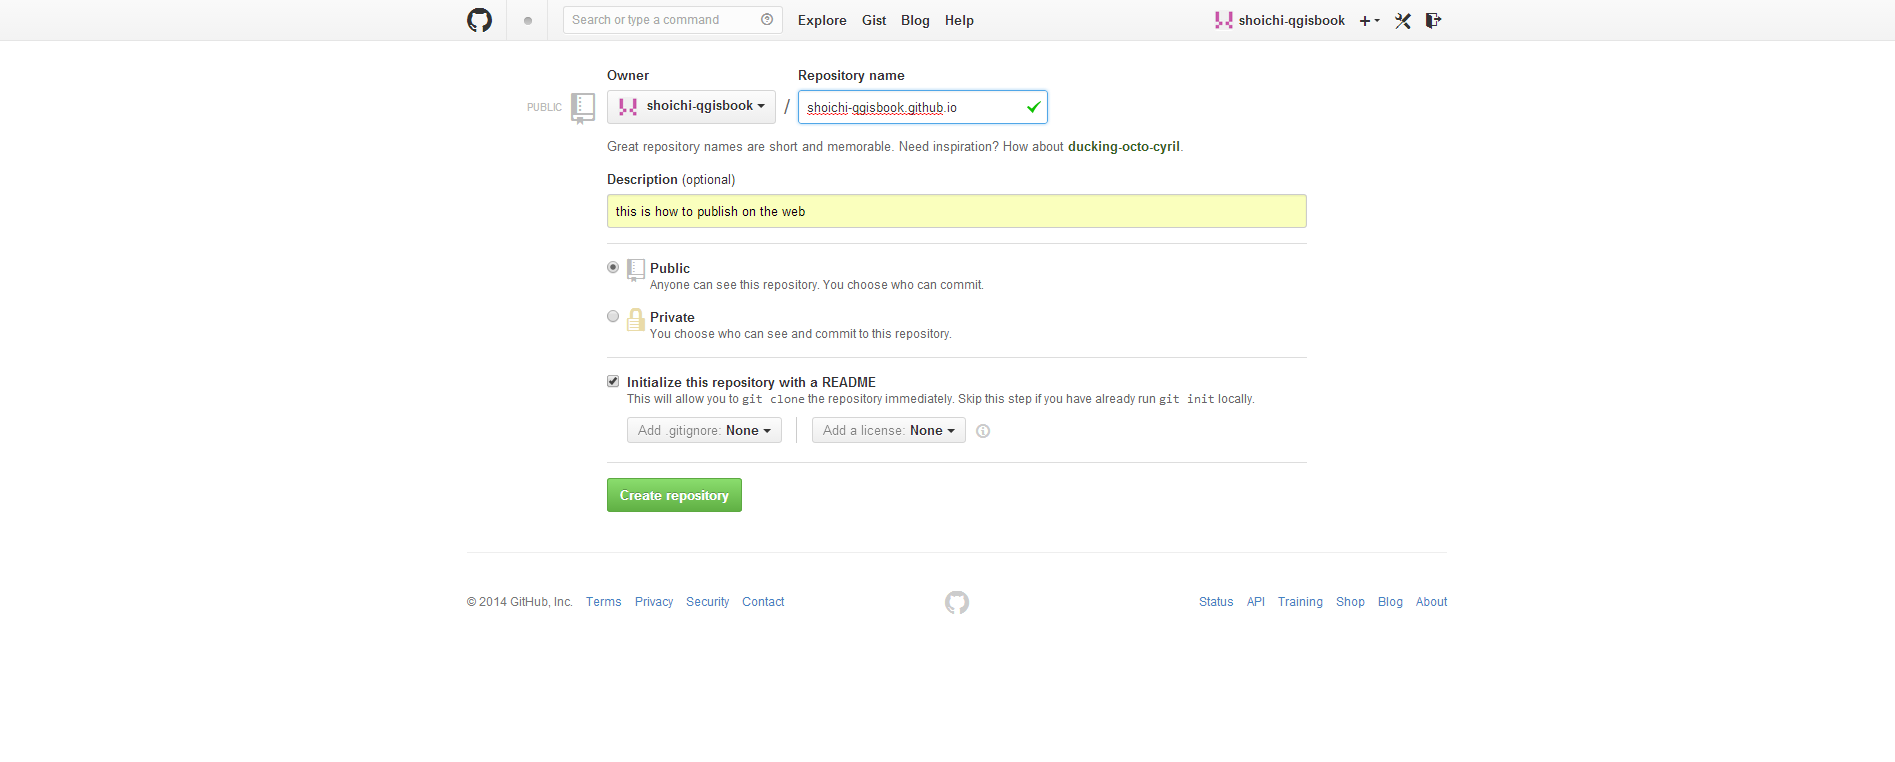 Search or type a command Explore Gist Blog Help shoichi-qgisbook
Owner Repository name
PUBLIC shoichi-qgisbook / shoichi-qgisbook.github.io
Great repository names are short and memorable. Need inspiration? How about ducking-octo-cyril.
Description (optional)
this is how to publish on the web
Public
Anyone can see this repository. You choose who can commit.
Private
You choose who can see and commit to this repository.
Initialize this repository with a README
This will allow you to git clone the repository immediately. Skip this step if you have already run git init locally.
Add .gitignore: None Add a license: None
Create repository
© 2014 GitHub, Inc. Terms Privacy Security Contact Status API Training Shop Blog About